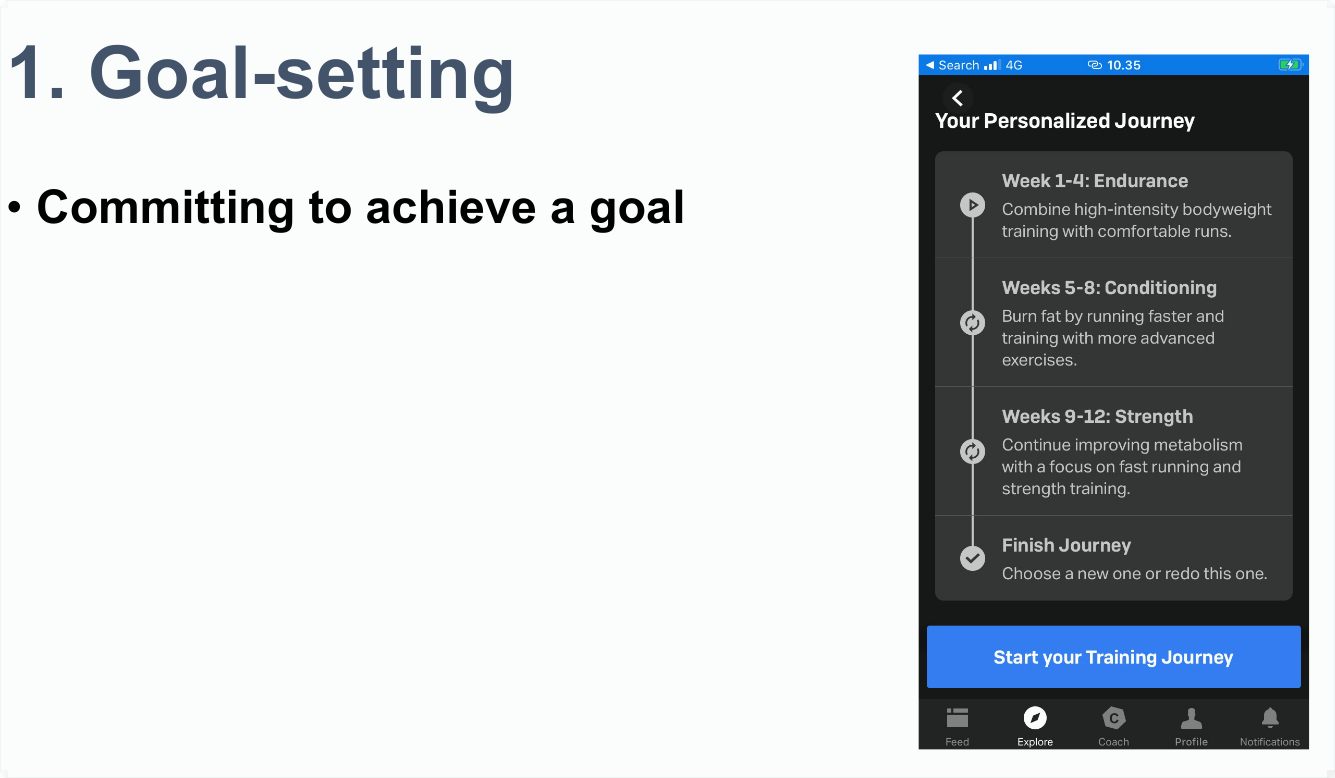 1. Goal-setting
• Committing to achieve a goal
◀ Search 4G 10.35
Your Personalized Journey
Week 1-4: Endurance
Combine high-intensity bodyweight
training with comfortable runs.
Weeks 5-8: Conditioning
Burn fat by running faster and
training with more advanced
exercises.
Weeks 9-12: Strength
Continue improving metabolism
with a focus on fast running and
strength training.
Finish Journey
Choose a new one or redo this one.
Start your Training Journey
C
Feed Explore Coach Profile Notifications